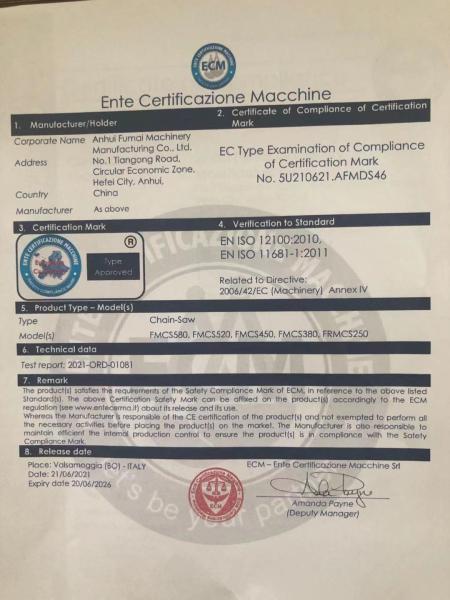 ENTE CERTIFICAZIONE MACCHINE
ECM
Ente Certificazione Macchine
1. Manufacturer/Holder
2. Certificate of Compliance of Certification Mark
Corporate Name Anhui Fumai Machinery
Manufacturing Co., Ltd.
Address No.1 Tiangong Road,
Circular Economic Zone,
Hefei City, Anhui,
Country China
Manufacturer As above
EC Type Examination of Compliance
of Certification Mark
No. 5U210621.AFMDS46
3. Certification Mark
4. Verification to Standard
ENTE CERTIFICAZIONE MACCHINE
®
Type
Approved
EN ISO 12100:2010,
EN ISO 11681-1:2011
Related to Directive:
2006/42/EC (Machinery) Annex IV
5. Product Type – Model(s)
Type Chain-Saw
Model(s) FMCS580, FMCS520, FMCS450, FMCS380, FRMCS250
6. Technical data
Test report: 2021-ORD-01081
7. Remark
The product(s) satisfies the requirements of the Safety Compliance Mark of ECM, in reference to the above listed
Standard(s). The above Certification Safety Mark can be affixed on the product(s) accordingly to the ECM
regulation (see www.entecerma.it) about its release and its use.
Whereas the Manufacturer is responsible of the CE certification of the product(s) and not exempted to perform all
the necessary activities before placing the product(s) on the market. The Manufacturer is also responsible to
maintain efficient the internal production control to ensure the product(s) is in compliance with the Safety
Compliance Mark.
8. Release date
Place: Valsamoggia (BO) - ITALY
Date: 21/06/2021
Expiry date 20/06/2026
ECM – Ente Certificazione Macchine Srl
Amanda Payne
(Deputy Manager)